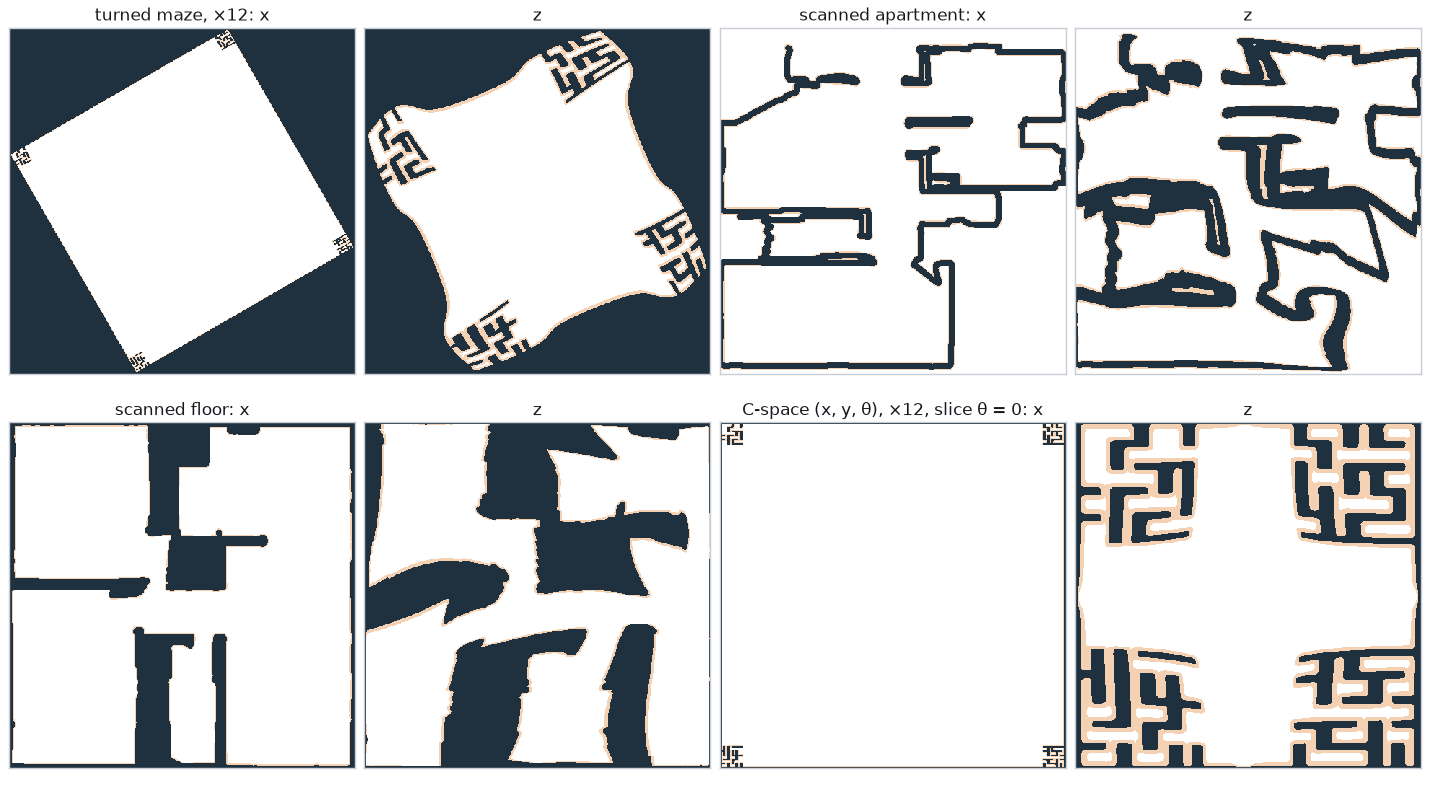 turned maze, ×12: x
z
scanned apartment: x
z
scanned floor: x
z
C-space (x, y, θ), ×12, slice θ = 0: x
z